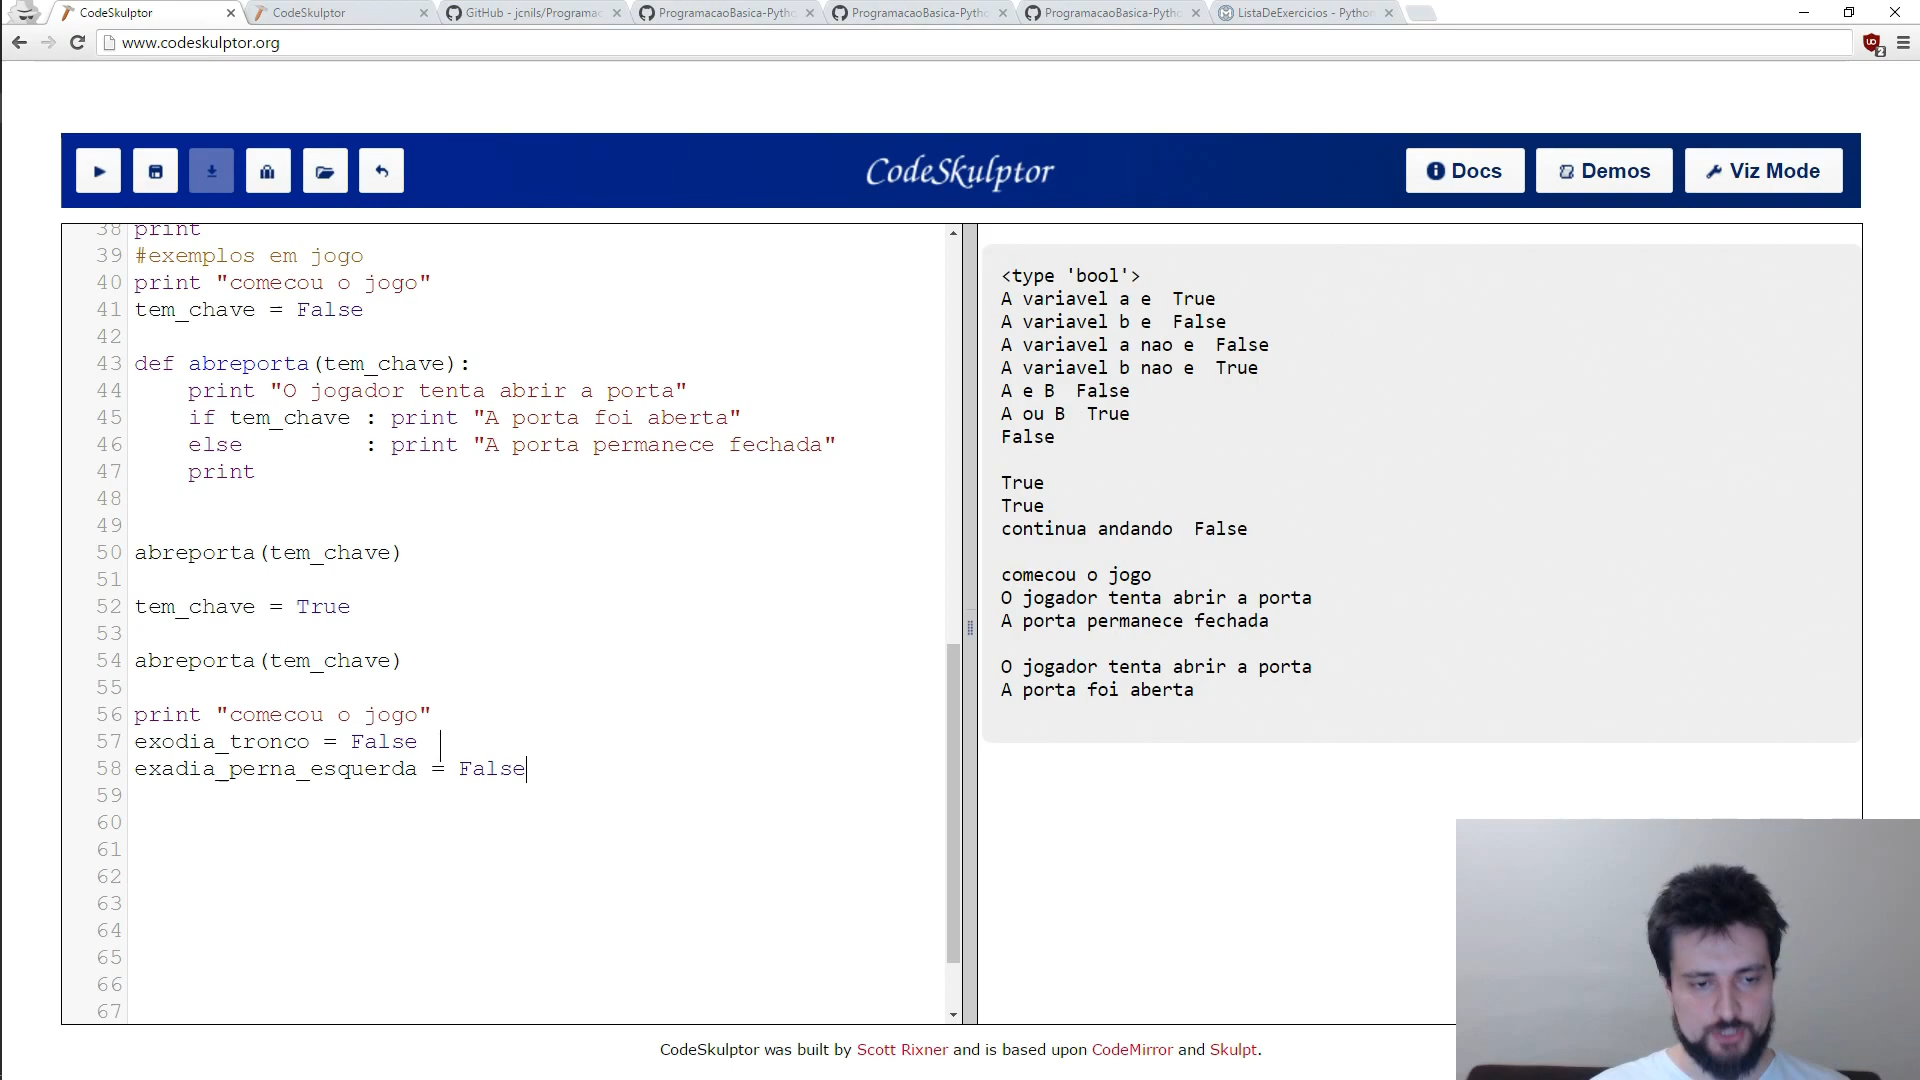 CodeSkulptor
CodeSkulptor
GitHub - jcnils/Programac
ProgramacaoBasica-Pytho
ProgramacaoBasica-Pytho
ProgramacaoBasica-Pytho
ListaDeExercicios - Python
www.codeskulptor.org
2
CodeSkulptor
Docs
Demos
Viz Mode
38 print
39 #exemplos em jogo
40 print "comecou o jogo"
41 tem_chave = False
42
43 def abreporta(tem_chave):
44     print "O jogador tenta abrir a porta"
45     if tem_chave : print "A porta foi aberta"
46     else         : print "A porta permanece fechada"
47     print
48
49
50 abreporta(tem_chave)
51
52 tem_chave = True
53
54 abreporta(tem_chave)
55
56 print "comecou o jogo"
57 exodia_tronco = False
58 exadia_perna_esquerda = False
59
60
61
62
63
64
65
66
67
<type 'bool'>
A variavel a e  True
A variavel b e  False
A variavel a nao e  False
A variavel b nao e  True
A e B  False
A ou B  True
False
True
True
continua andando  False
comecou o jogo
O jogador tenta abrir a porta
A porta permanece fechada
O jogador tenta abrir a porta
A porta foi aberta
CodeSkulptor was built by Scott Rixner and is based upon CodeMirror and Skulpt.